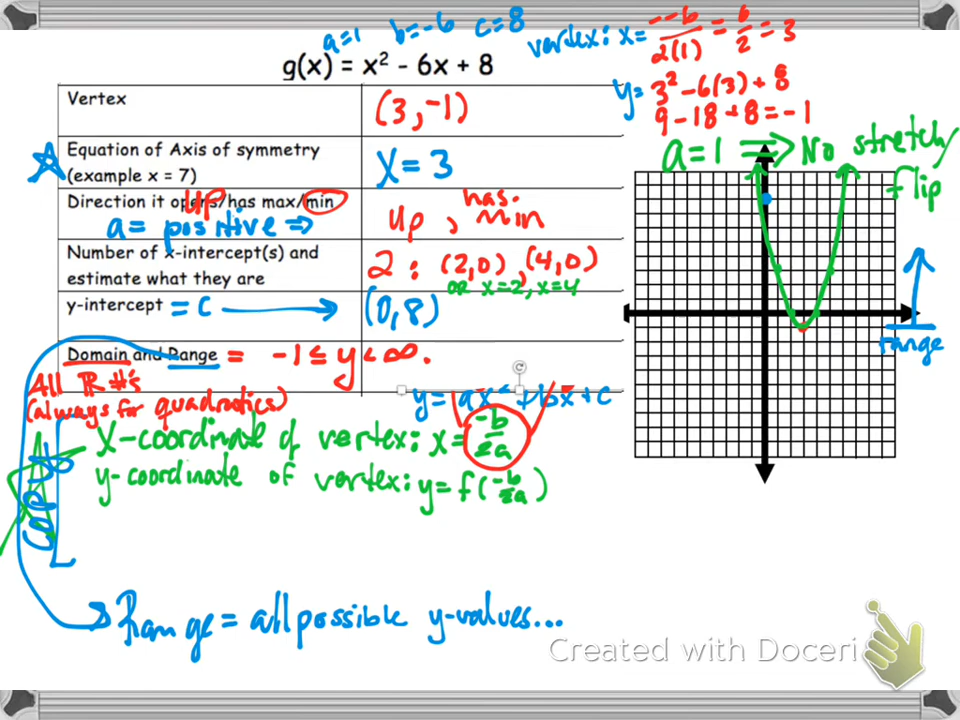 a=1 b=-6 c=8
vertex: x= --6/2(1) = 6/2 = 3
g(x) = x² - 6x + 8
y= 3² - 6(3) + 8
9 - 18 + 8 = -1
Vertex (3, -1)
a=1 ⇒ No stretch/
flip
Equation of Axis of symmetry
(example x = 7) X = 3
UP
Direction it opens/has max/min
a= positive ⇒ up, has min
Number of x-intercept(s) and
estimate what they are 2 : (2,0), (4,0)
or x=2, x=4
y-intercept = C → (0,8)
range
Domain and Range = -1 ≤ y < ∞.
All R #'s
(always for quadratics)
y = ax² + bx + c
copy
X-coordinate of vertex: x = -b/2a
y-coordinate of vertex: y = f(-b/2a)
Range = all possible y-values...
Created with Doceri